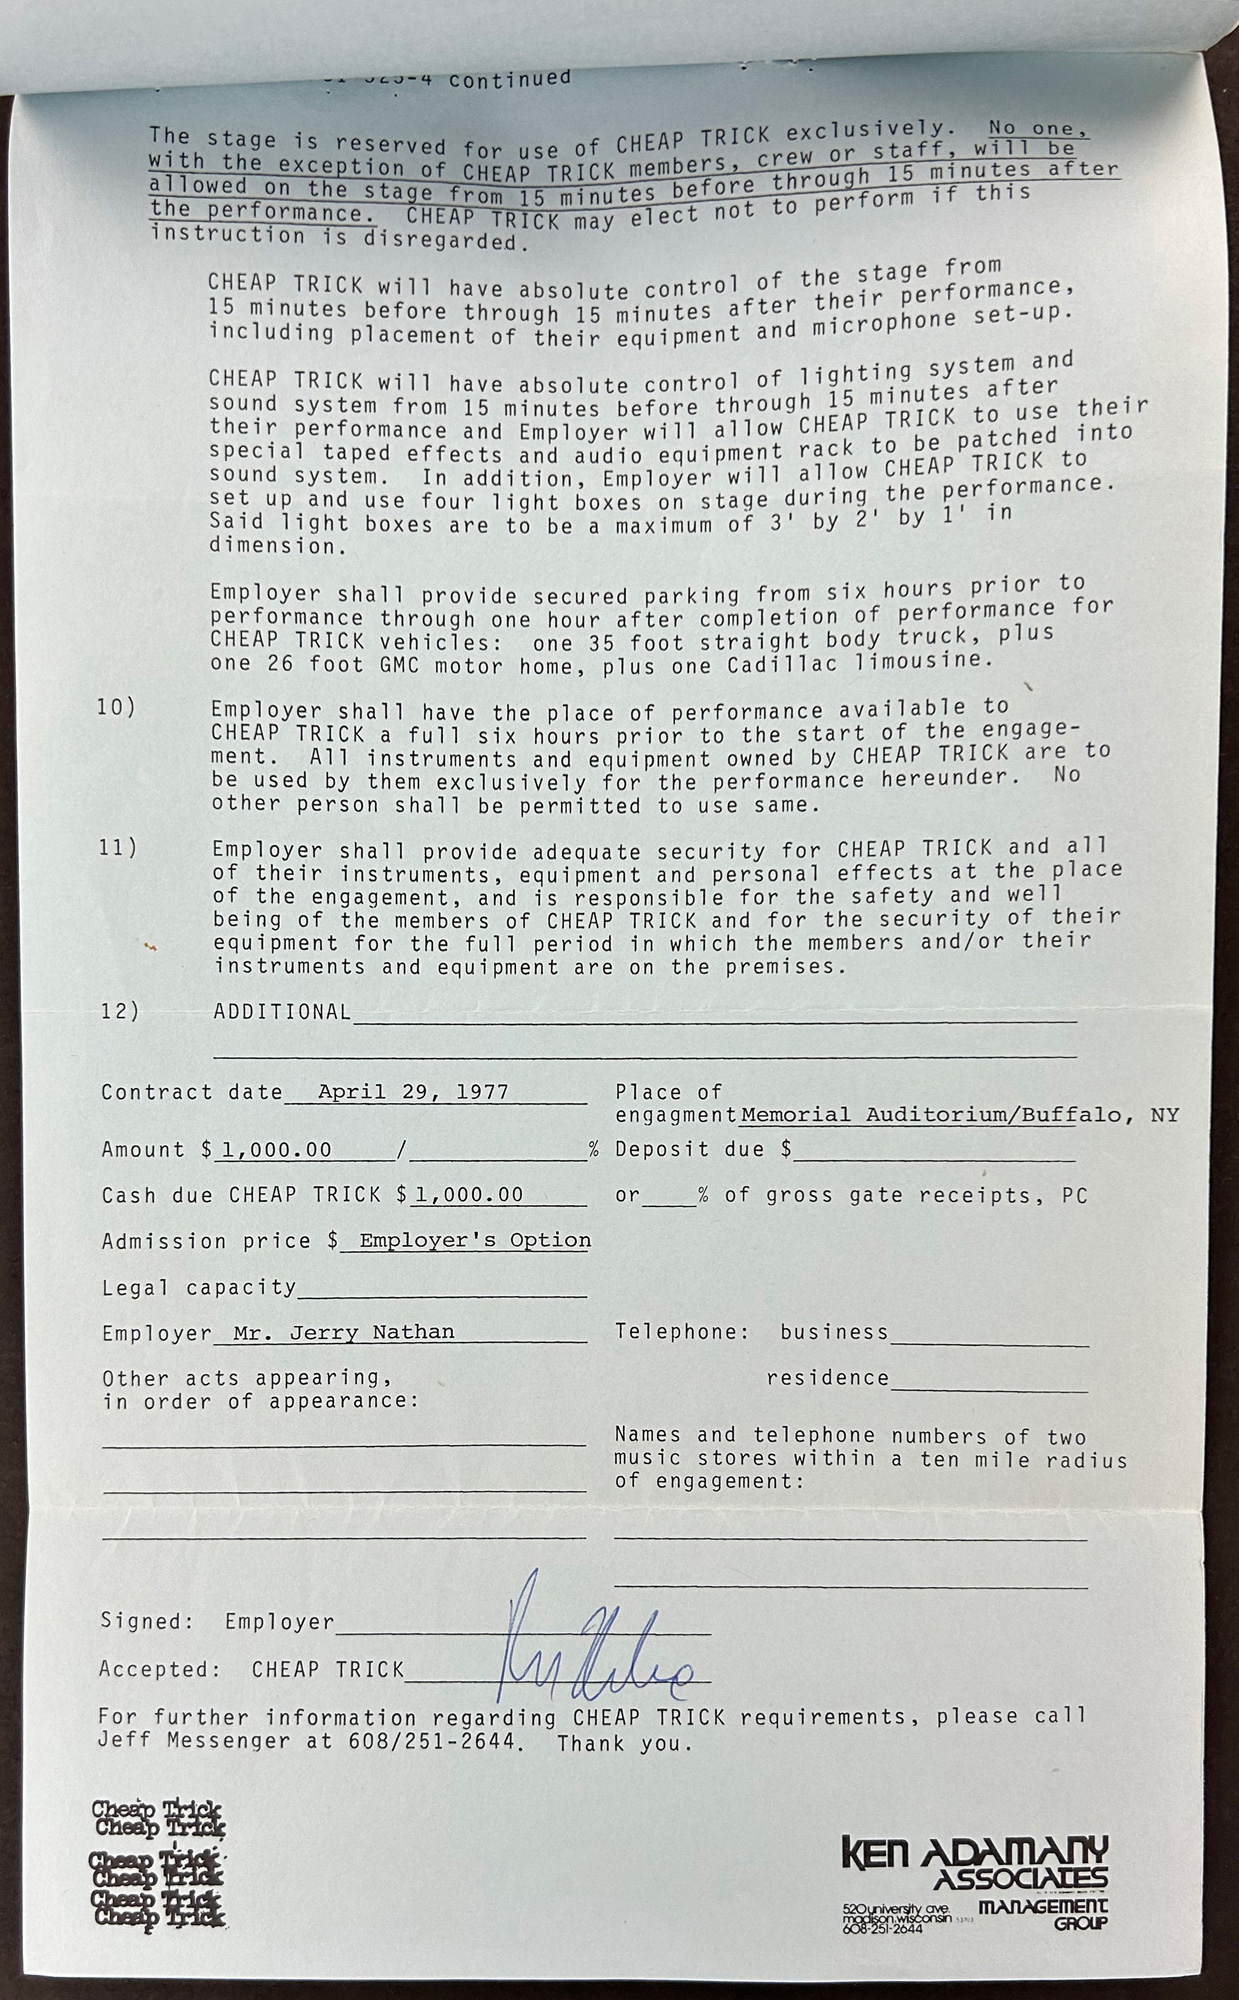 -4 continued
The stage is reserved for use of CHEAP TRICK exclusively. No one,
with the exception of CHEAP TRICK members, crew or staff, will be
allowed on the stage from 15 minutes before through 15 minutes after
the performance. CHEAP TRICK may elect not to perform if this
instruction is disregarded.
CHEAP TRICK will have absolute control of the stage from
15 minutes before through 15 minutes after their performance,
including placement of their equipment and microphone set-up.
CHEAP TRICK will have absolute control of lighting system and
sound system from 15 minutes before through 15 minutes after
their performance and Employer will allow CHEAP TRICK to use their
special taped effects and audio equipment rack to be patched into
sound system. In addition, Employer will allow CHEAP TRICK to
set up and use four light boxes on stage during the performance.
Said light boxes are to be a maximum of 3' by 2' by 1' in
dimension.
Employer shall provide secured parking from six hours prior to
performance through one hour after completion of performance for
CHEAP TRICK vehicles: one 35 foot straight body truck, plus
one 26 foot GMC motor home, plus one Cadillac limousine.
10) Employer shall have the place of performance available to
CHEAP TRICK a full six hours prior to the start of the engage-
ment. All instruments and equipment owned by CHEAP TRICK are to
be used by them exclusively for the performance hereunder. No
other person shall be permitted to use same.
11) Employer shall provide adequate security for CHEAP TRICK and all
of their instruments, equipment and personal effects at the place
of the engagement, and is responsible for the safety and well
being of the members of CHEAP TRICK and for the security of their
equipment for the full period in which the members and/or their
instruments and equipment are on the premises.
12) ADDITIONAL
Contract date April 29, 1977 Place of
engagment Memorial Auditorium/Buffalo, NY
Amount $ 1,000.00 / % Deposit due $
Cash due CHEAP TRICK $ 1,000.00 or % of gross gate receipts, PC
Admission price $ Employer's Option
Legal capacity
Employer Mr. Jerry Nathan Telephone: business
Other acts appearing, residence
in order of appearance:
Names and telephone numbers of two
music stores within a ten mile radius
of engagement:
Signed: Employer
Accepted: CHEAP TRICK
For further information regarding CHEAP TRICK requirements, please call
Jeff Messenger at 608/251-2644. Thank you.
Cheap Trick
Cheap Trick
Cheap Trick
Cheap Trick
Cheap Trick
Cheap Trick
KEN ADAMANY
ASSOCIATES
MANAGEMENT
GROUP
520 university ave.
madison, wisconsin 53703
608-251-2644